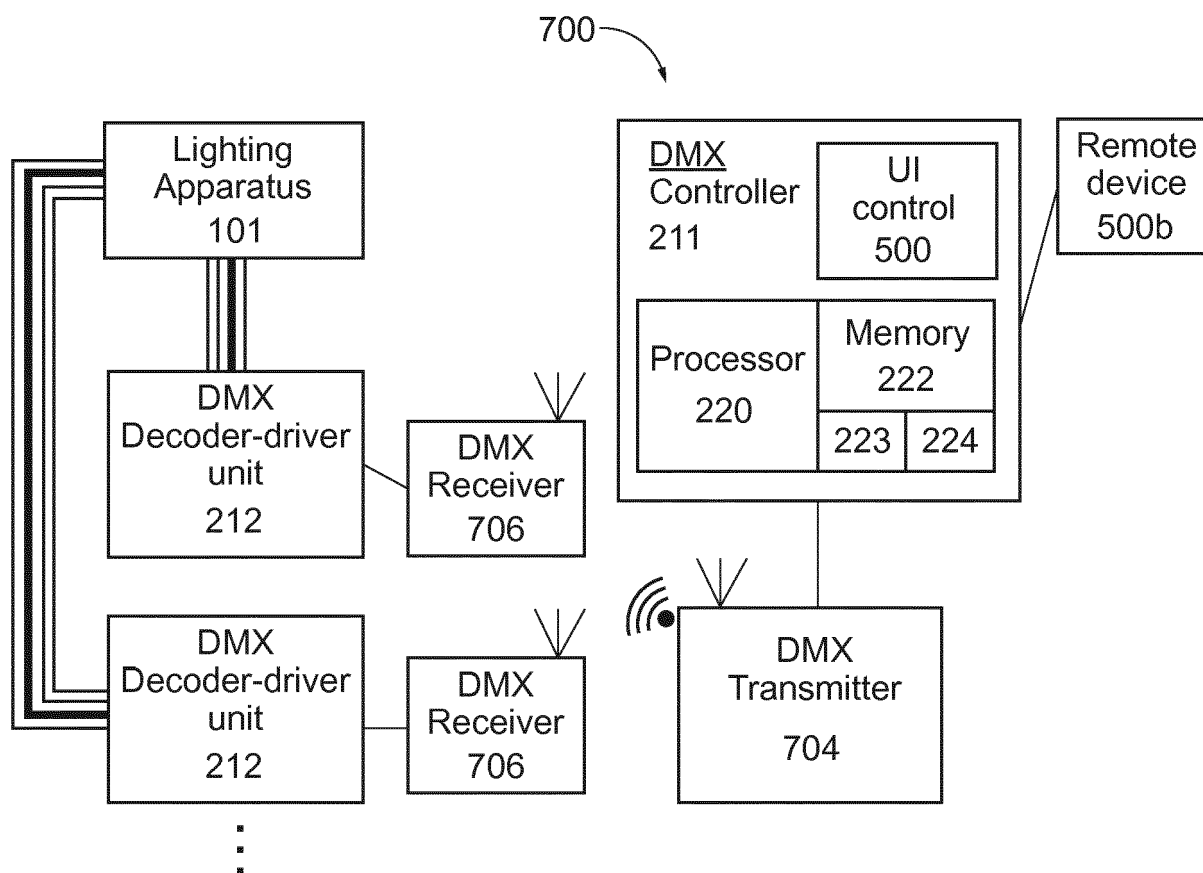 700
Lighting
Apparatus
101
DMX
Controller
211
UI
control
500
Remote
device
500b
Processor
220
Memory
222
223
224
DMX
Decoder-driver
unit
212
DMX
Receiver
706
DMX
Decoder-driver
unit
212
DMX
Receiver
706
DMX
Transmitter
704